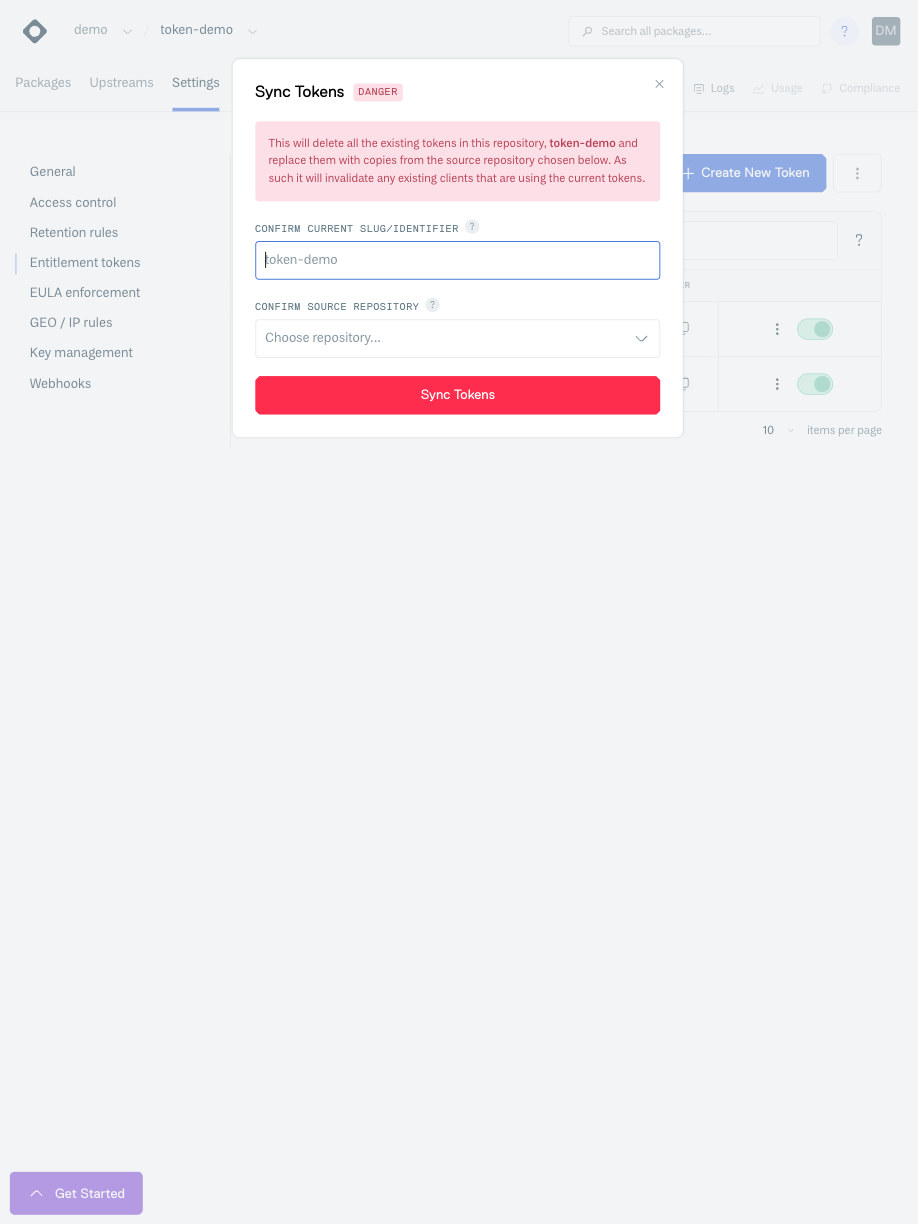 demo / token-demo
Search all packages...
?
DM
Packages
Upstreams
Settings
Logs
Usage
Compliance
Sync Tokens
DANGER
This will delete all the existing tokens in this repository, token-demo and
replace them with copies from the source repository chosen below. As
such it will invalidate any existing clients that are using the current tokens.
CONFIRM CURRENT SLUG/IDENTIFIER ?
token-demo
CONFIRM SOURCE REPOSITORY ?
Choose repository...
Sync Tokens
General
Access control
Retention rules
Entitlement tokens
EULA enforcement
GEO / IP rules
Key management
Webhooks
Create New Token
?
10
items per page
Get Started